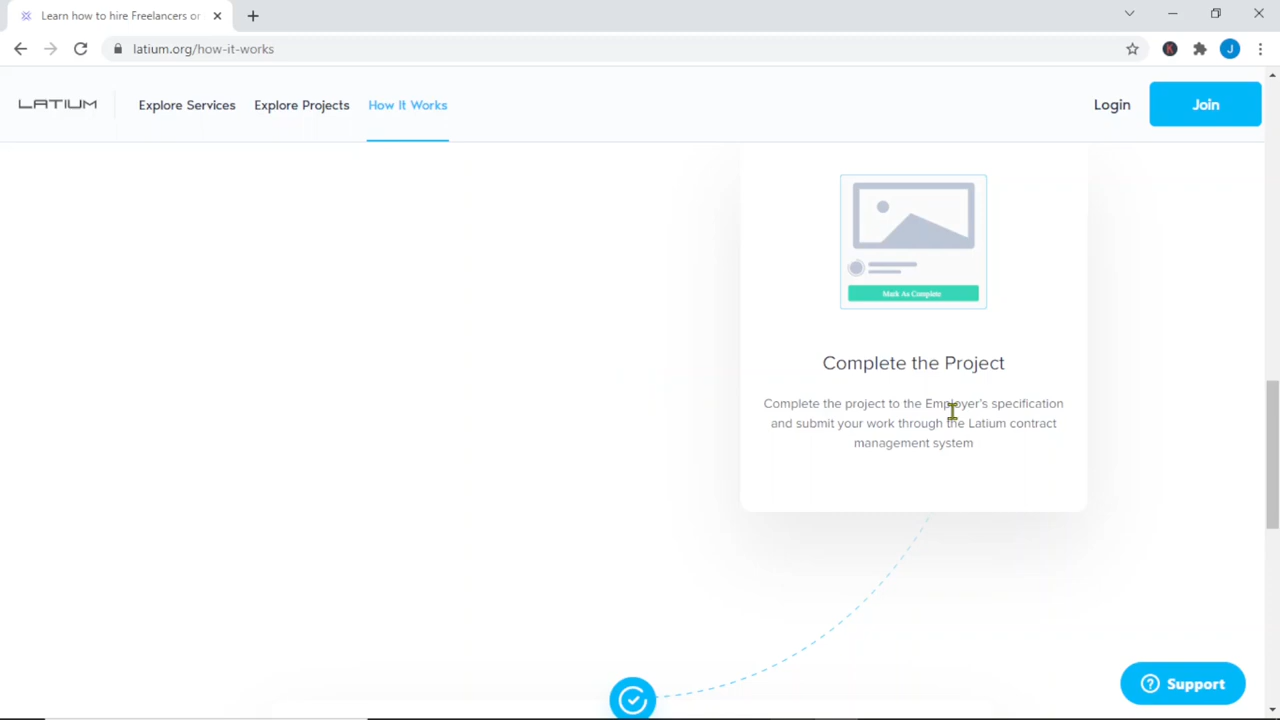 Learn how to hire Freelancers or
latium.org/how-it-works
K
J
LATIUM
Explore Services
Explore Projects
How It Works
Login
Join
Mark As Complete
Complete the Project
Complete the project to the Employer's specification
and submit your work through the Latium contract
management system
Support